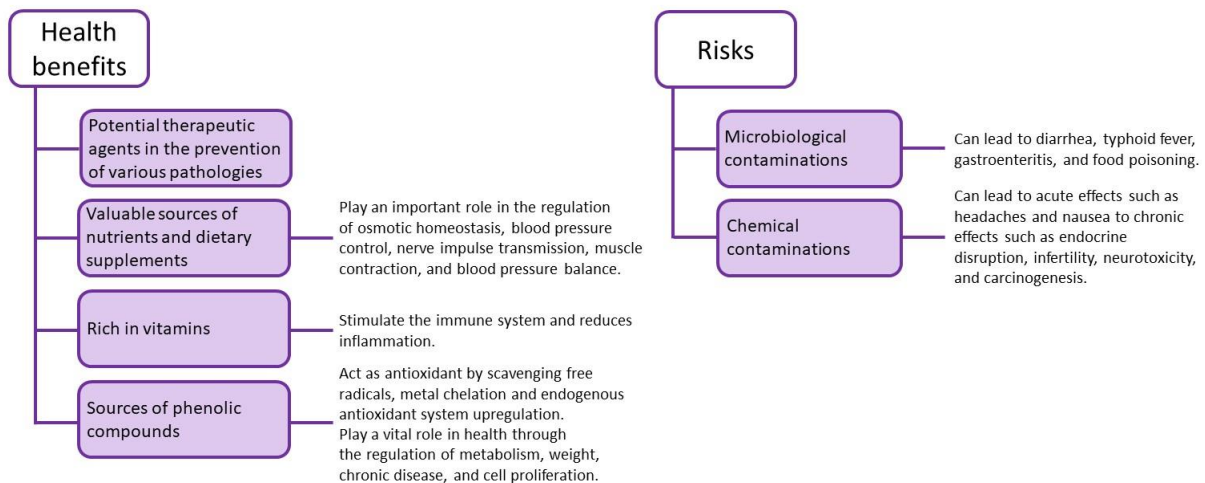 Health
benefits
Potential therapeutic
agents in the prevention
of various pathologies
Valuable sources of
nutrients and dietary
supplements
Play an important role in the regulation
of osmotic homeostasis, blood pressure
control, nerve impulse transmission, muscle
contraction, and blood pressure balance.
Rich in vitamins
Stimulate the immune system and reduces
inflammation.
Sources of phenolic
compounds
Act as antioxidant by scavenging free
radicals, metal chelation and endogenous
antioxidant system upregulation.
Play a vital role in health through
the regulation of metabolism, weight,
chronic disease, and cell proliferation.
Risks
Microbiological
contaminations
Can lead to diarrhea, typhoid fever,
gastroenteritis, and food poisoning.
Chemical
contaminations
Can lead to acute effects such as
headaches and nausea to chronic
effects such as endocrine
disruption, infertility, neurotoxicity,
and carcinogenesis.